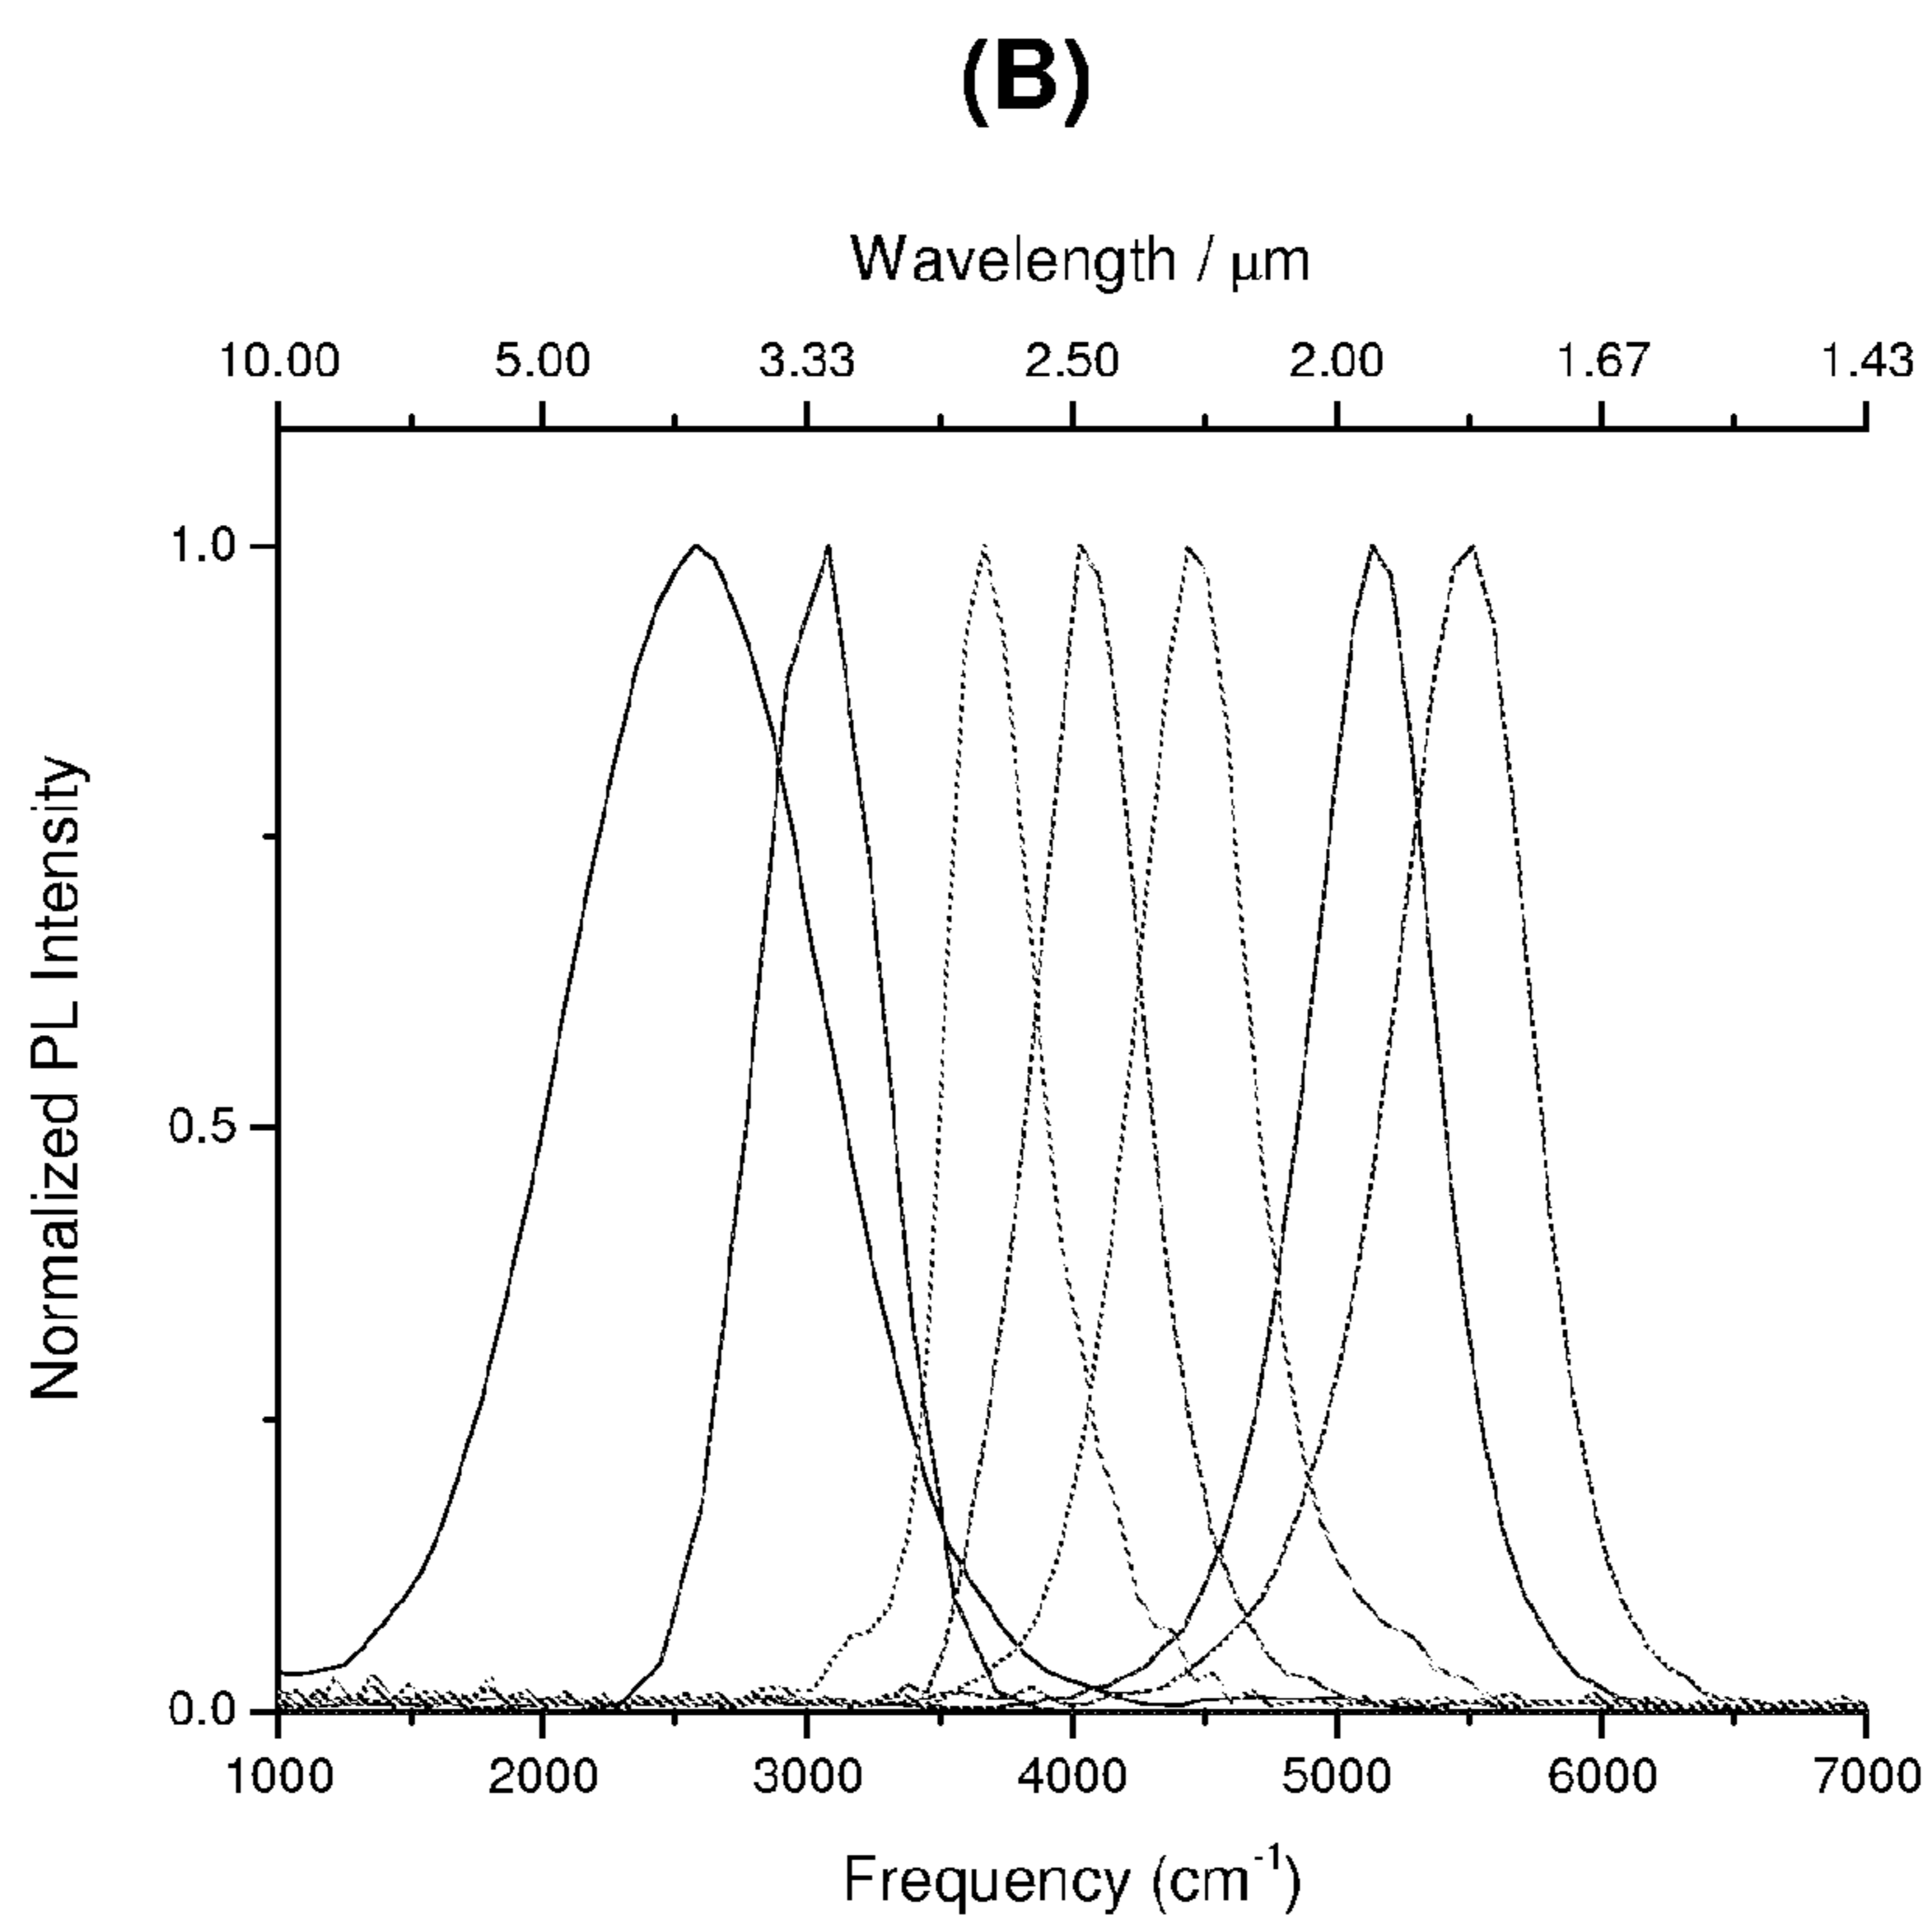 (B)
Wavelength / μm
10.00 5.00 3.33 2.50 2.00 1.67 1.43
1.0
0.5
0.0
Normalized PL Intensity
1000 2000 3000 4000 5000 6000 7000
Frequency (cm⁻¹)